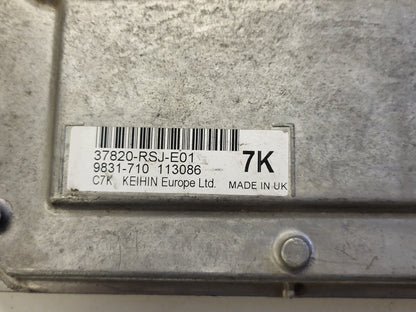 37820-RSJ-E01
9831-710 113086 7K
C7K KEIHIN Europe Ltd. MADE IN UK